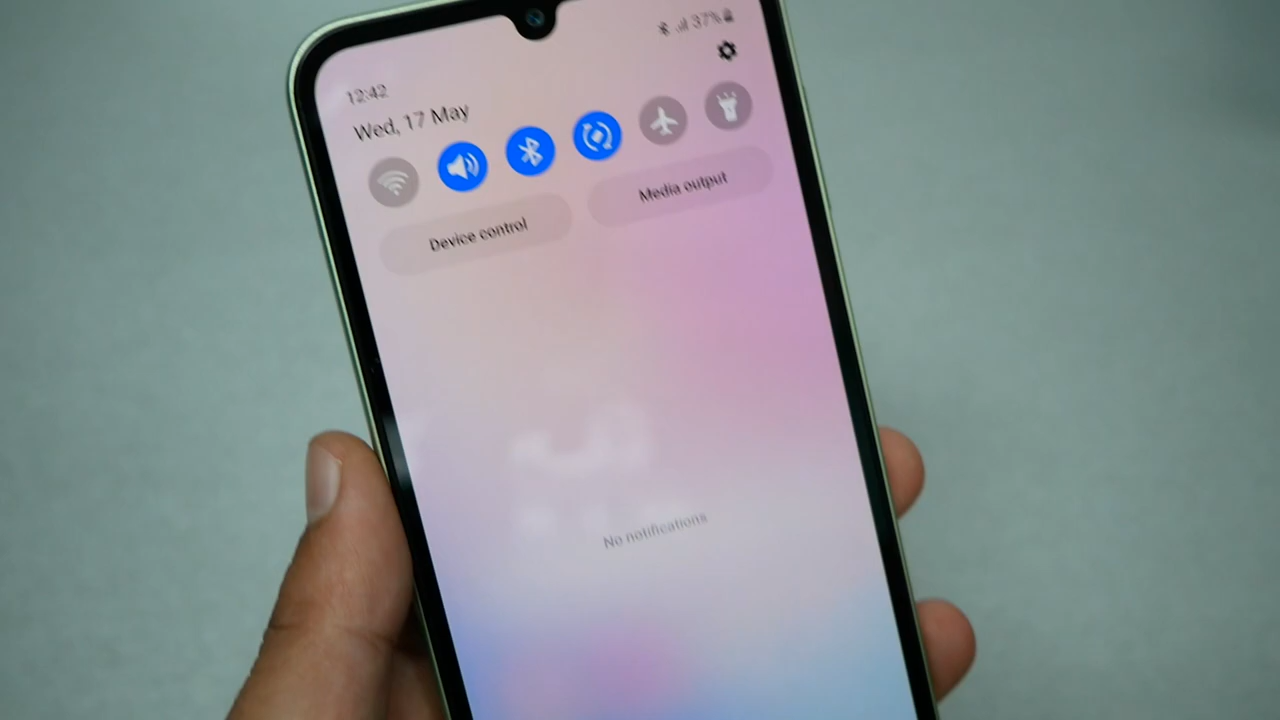 37%
12:42
Wed, 17 May
Device control
Media output
No notifications